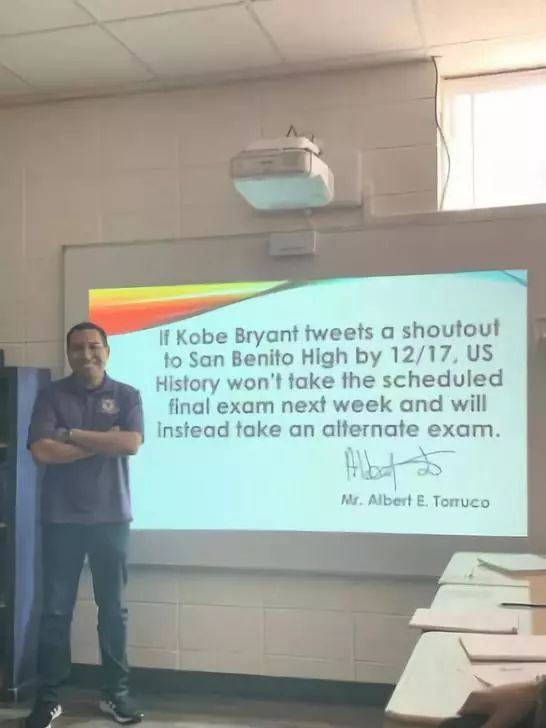 If Kobe Bryant tweets a shoutout
to San Benito High by 12/17, US
History won't take the scheduled
final exam next week and will
instead take an alternate exam.
Mr. Albert E. Torruco